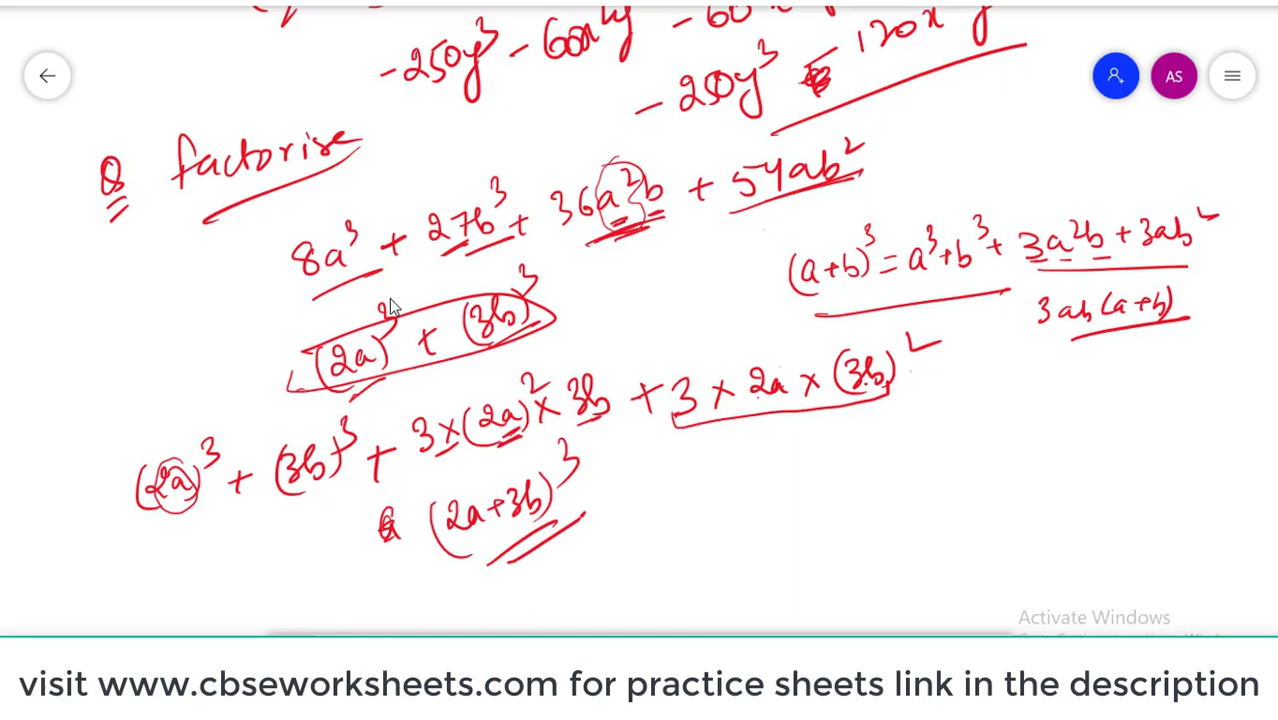 -250y³ - 60x²y - 60
-250y³ - 120x y
AS
Q factorise
8a³ + 27b³ + 36a²b + 54ab²
(a+b)³ = a³+b³+ 3a²b + 3ab²
3ab(a+b)
(2a)³ + (3b)³
(2a)³ + (3b)³ + 3×(2a)²×3b + 3 × 2a × (3b)²
(2a+3b)³
Activate Windows
visit www.cbseworksheets.com for practice sheets link in the description